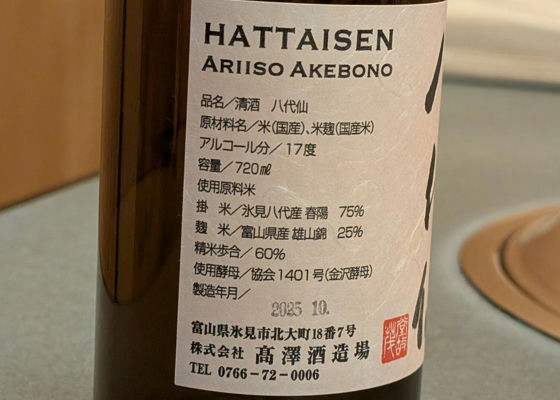 HATTAISEN
ARIISO AKEBONO
品名／清酒　八代仙
原材料名／米(国産)、米麹(国産米)
アルコール分／17度
容量／720㎖
使用原料米
掛　米／氷見八代産 春陽　75%
麹　米／富山県産 雄山錦　25%
精米歩合／60%
使用酵母／協会1401号(金沢酵母)
製造年月／
2025 10.
富山県氷見市北大町18番7号
株式会社 髙澤酒造場
TEL 0766－72－0006